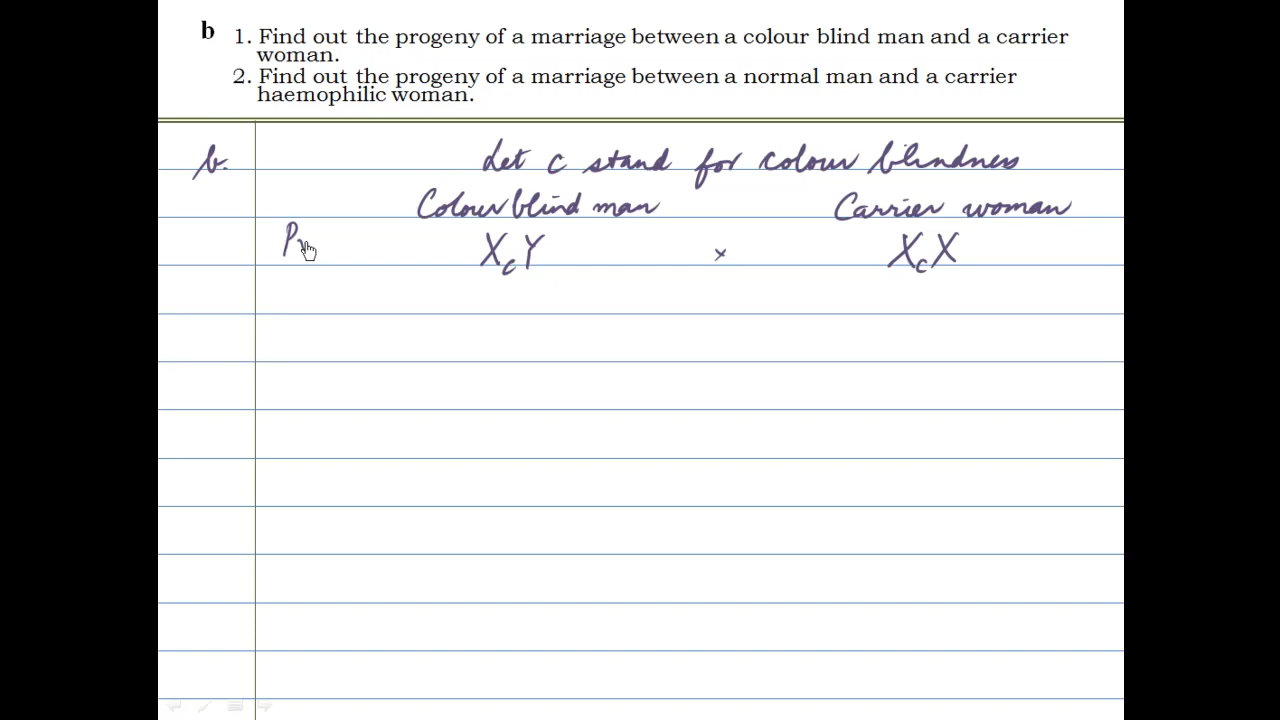 b 1. Find out the progeny of a marriage between a colour blind man and a carrier
woman.
2. Find out the progeny of a marriage between a normal man and a carrier
haemophilic woman.
b. Let c stand for colour blindness
Colour blind man Carrier woman
XcY × XcX